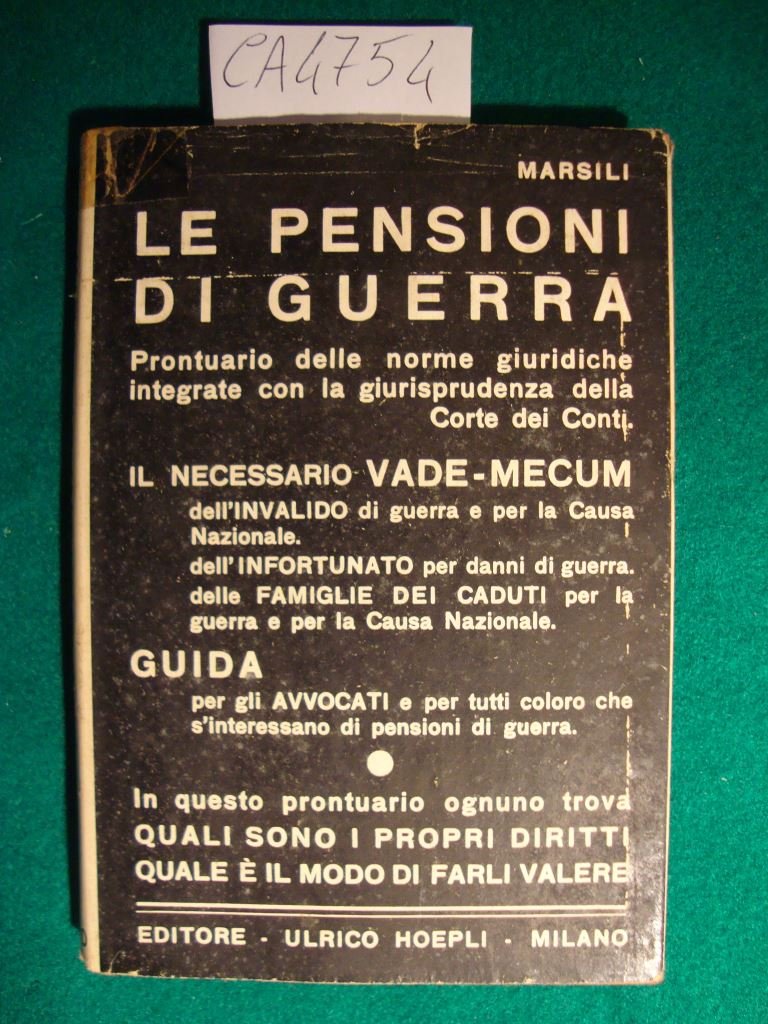 CA4754
MARSILI
LE PENSIONI
DI GUERRA
Prontuario delle norme giuridiche
integrate con la giurisprudenza della
Corte dei Conti.
IL NECESSARIO VADE-MECUM
dell'INVALIDO di guerra e per la Causa
Nazionale.
dell'INFORTUNATO per danni di guerra.
delle FAMIGLIE DEI CADUTI per la
guerra e per la Causa Nazionale.
GUIDA
per gli AVVOCATI e per tutti coloro che
s'interessano di pensioni di guerra.
In questo prontuario ognuno trova
QUALI SONO I PROPRI DIRITTI
QUALE È IL MODO DI FARLI VALERE
EDITORE - ULRICO HOEPLI - MILANO